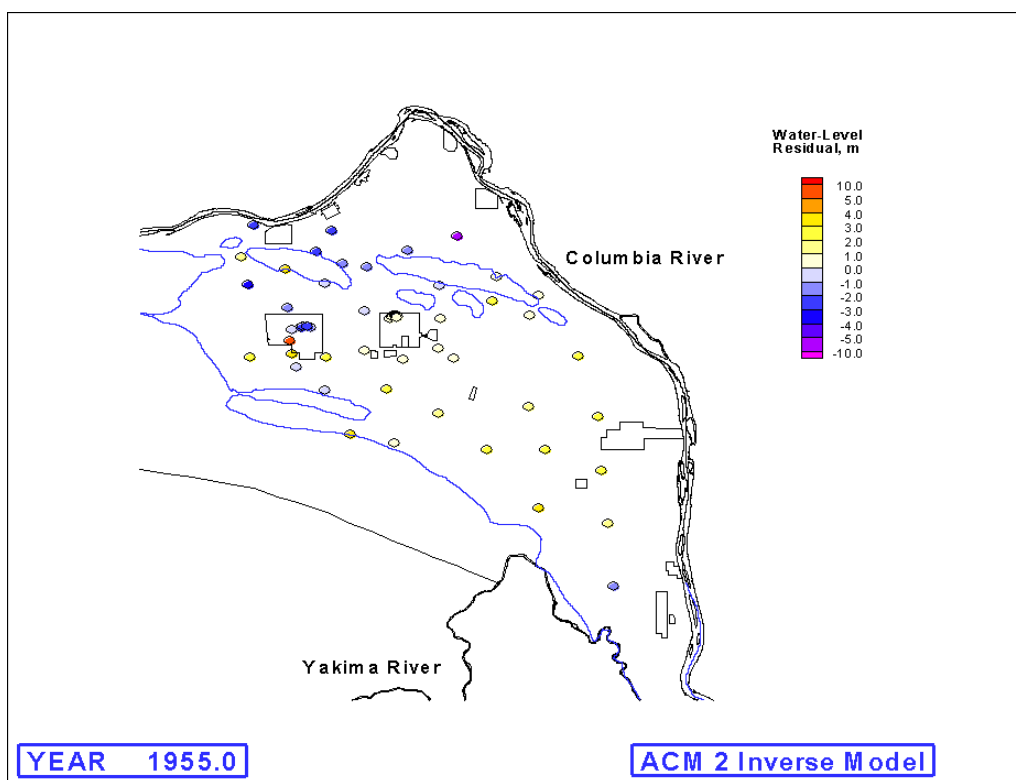 Water-Level
Residual, m
10.0
5.0
4.0
3.0
2.0
1.0
0.0
-1.0
-2.0
-3.0
-4.0
-5.0
-10.0
Columbia River
Yakima River
YEAR 1955.0
ACM 2 Inverse Model